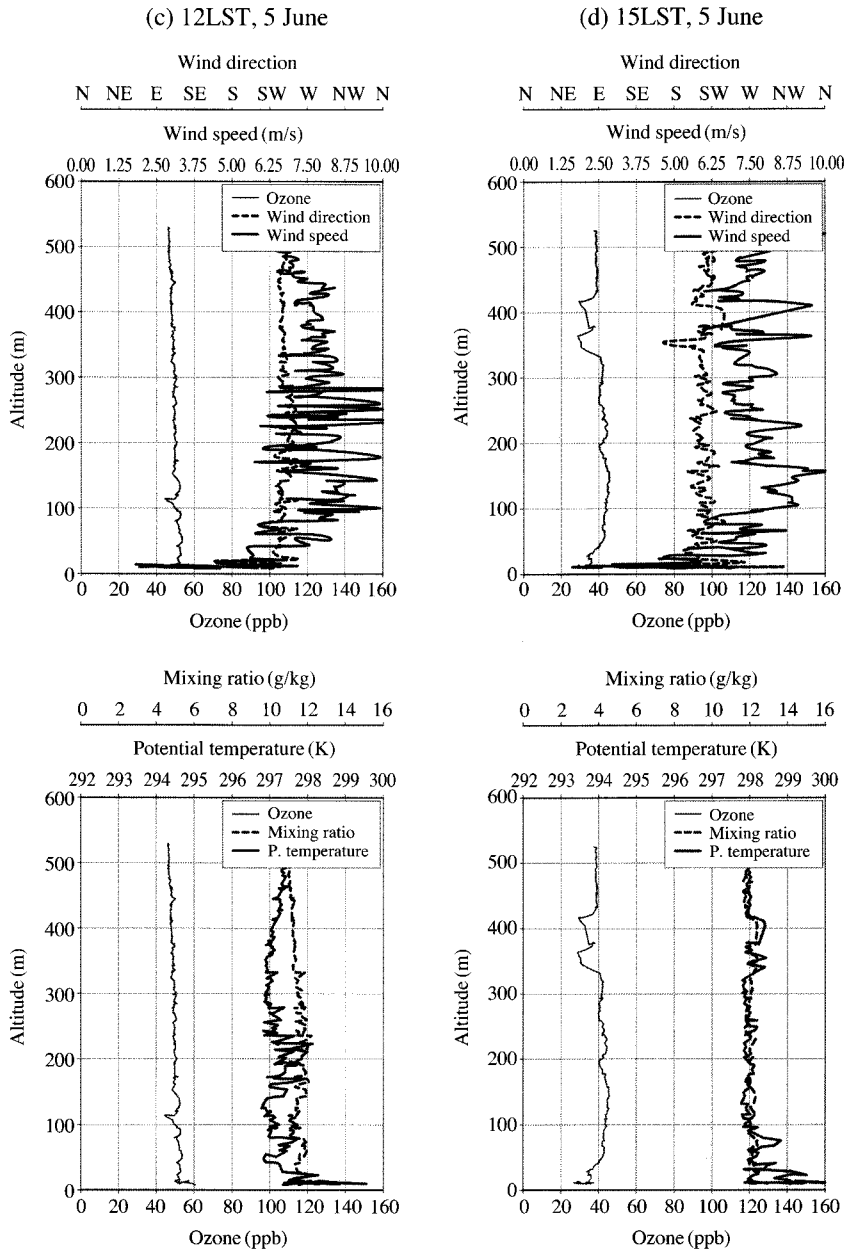 (c) 12LST, 5 June
Wind direction
N NE E SE S SW W NW N
Wind speed (m/s)
0.00 1.25 2.50 3.75 5.00 6.25 7.50 8.75 10.00
600
500
400
300
200
100
0
Altitude (m)
Ozone
Wind direction
Wind speed
0 20 40 60 80 100 120 140 160
Ozone (ppb)
(d) 15LST, 5 June
Wind direction
N NE E SE S SW W NW N
Wind speed (m/s)
0.00 1.25 2.50 3.75 5.00 6.25 7.50 8.75 10.00
600
500
400
300
200
100
0
Altitude (m)
Ozone
Wind direction
Wind speed
0 20 40 60 80 100 120 140 160
Ozone (ppb)
Mixing ratio (g/kg)
0 2 4 6 8 10 12 14 16
Potential temperature (K)
292 293 294 295 296 297 298 299 300
600
500
400
300
200
100
0
Altitude (m)
Ozone
Mixing ratio
P. temperature
0 20 40 60 80 100 120 140 160
Ozone (ppb)
Mixing ratio (g/kg)
0 2 4 6 8 10 12 14 16
Potential temperature (K)
292 293 294 295 296 297 298 299 300
600
500
400
300
200
100
0
Altitude (m)
Ozone
Mixing ratio
P. temperature
0 20 40 60 80 100 120 140 160
Ozone (ppb)